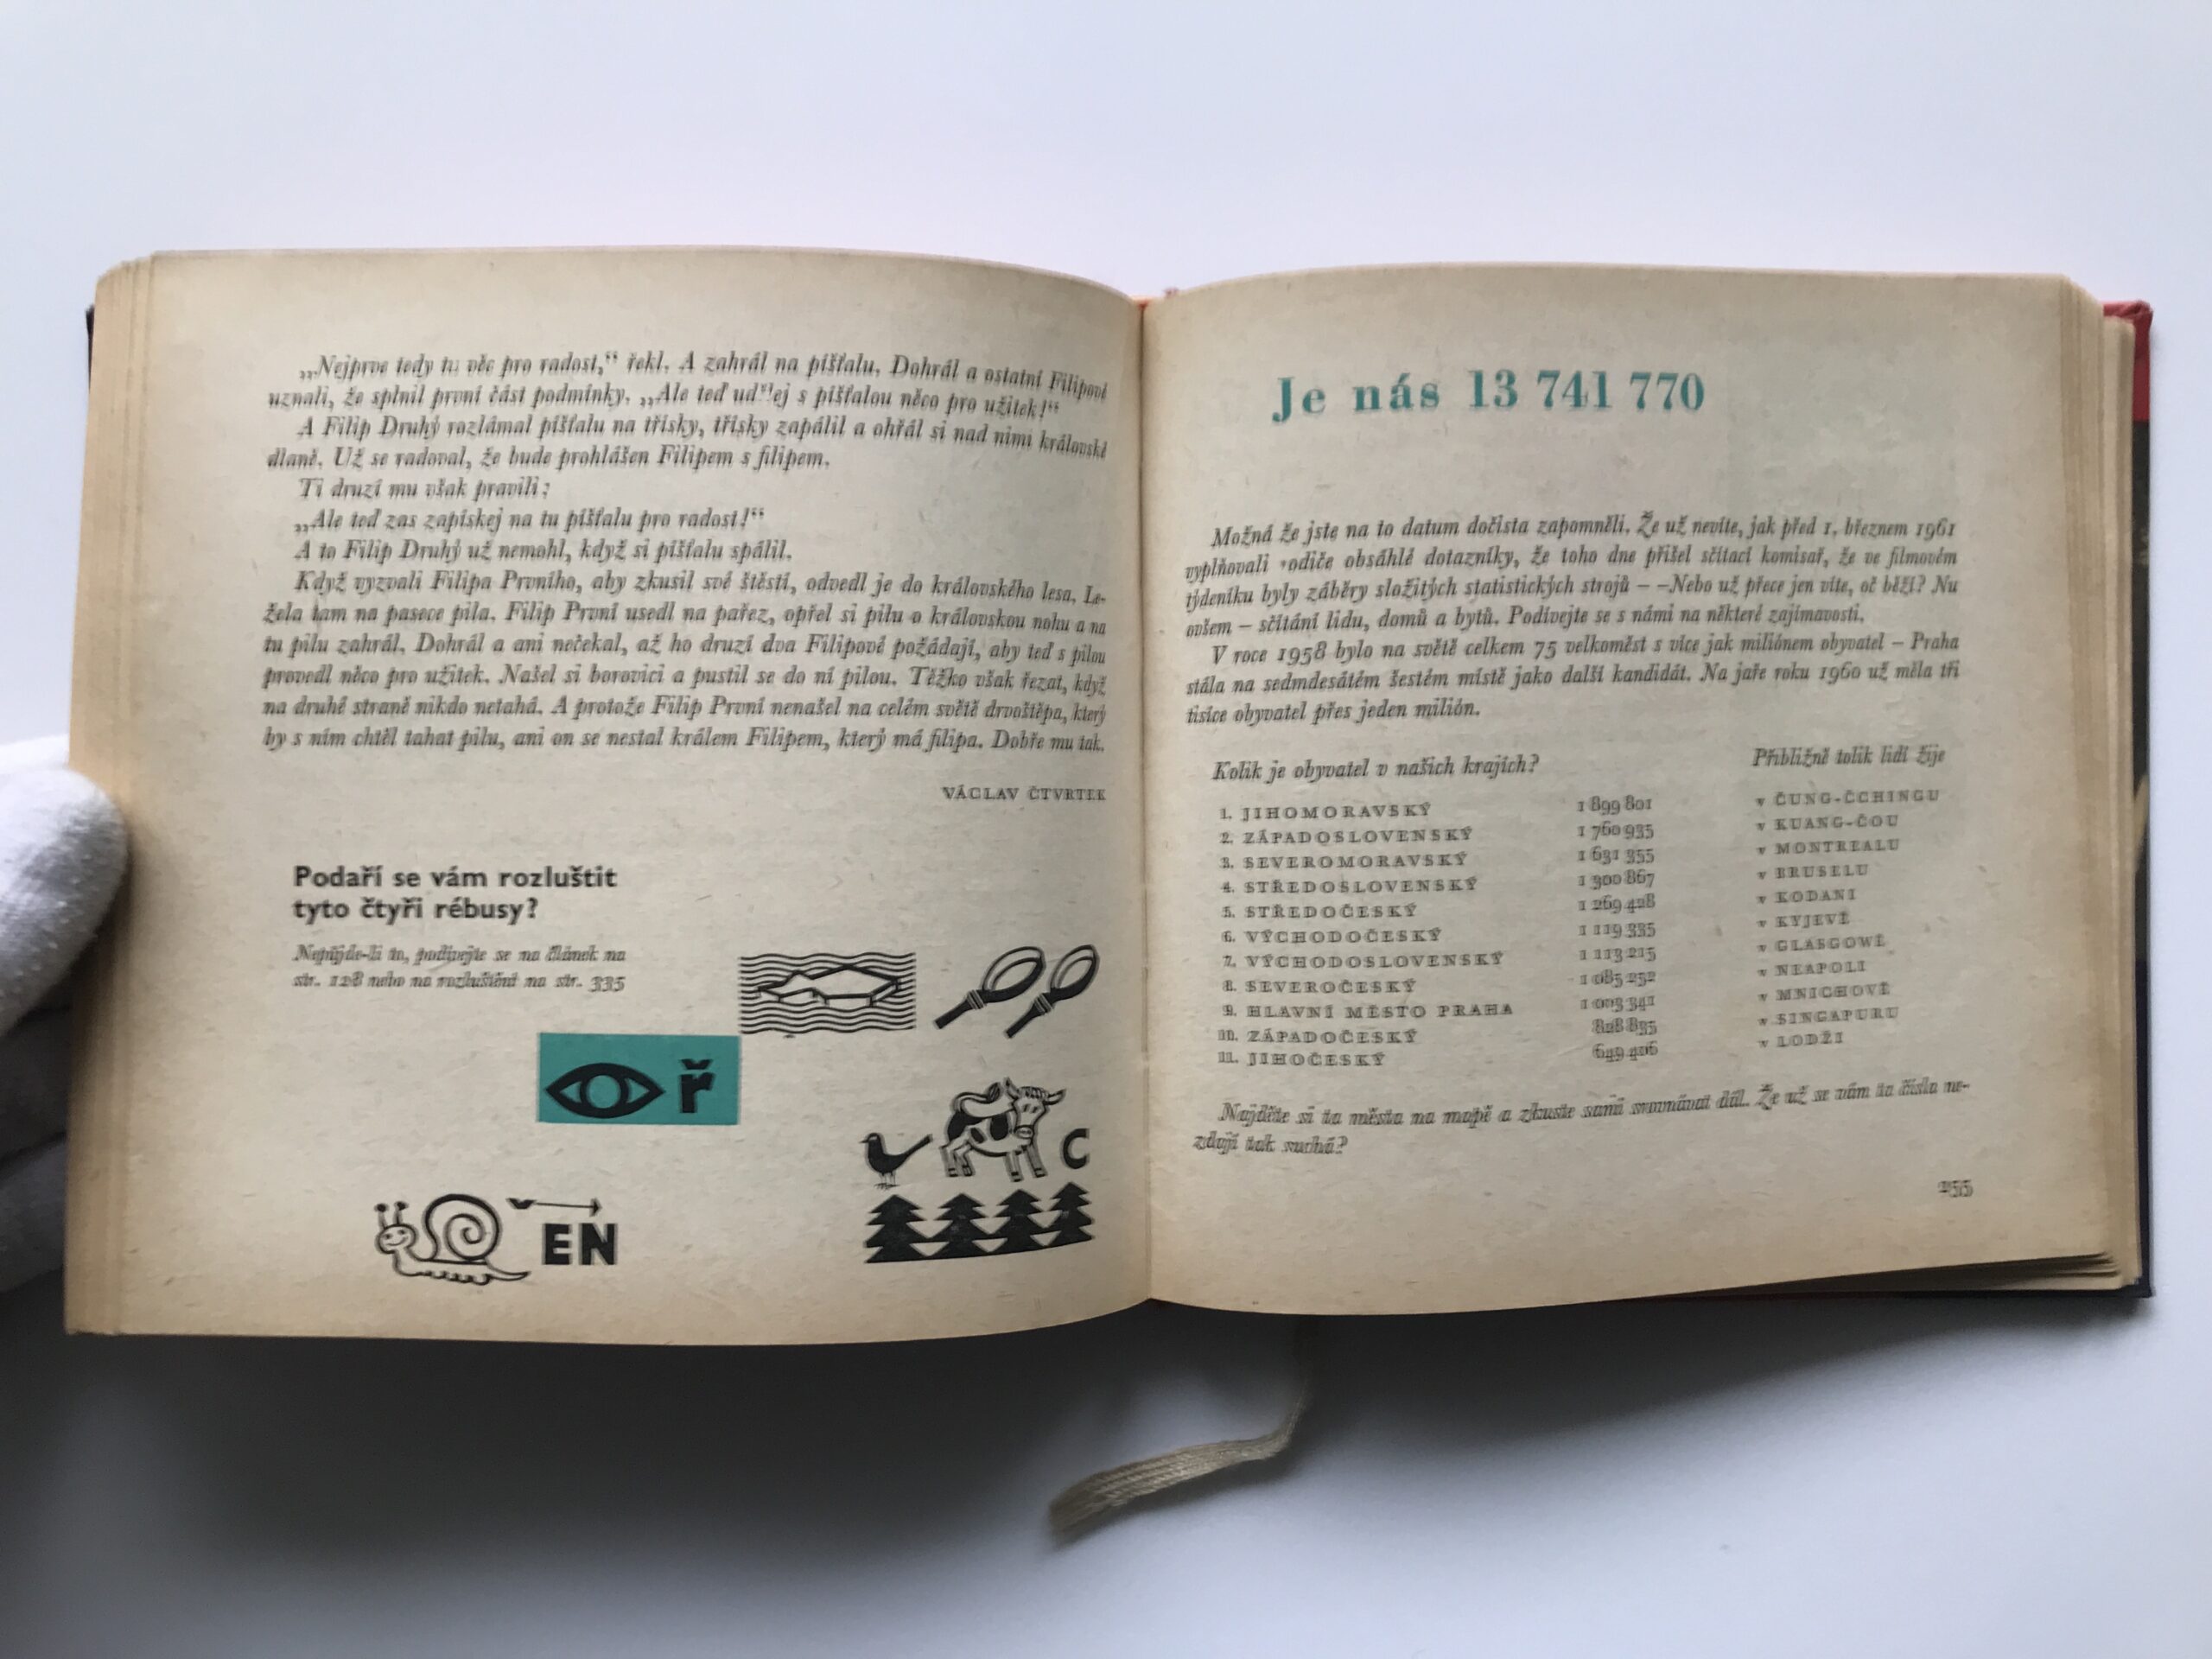 „Nejprve tedy tu věc pro radost,“ řekl. A zahrál na píšťalu. Dohrál a ostatní Filipové
uznali, že splnil první část podmínky. „Ale teď udělej s píšťalou něco pro užitek!“
A Filip Druhý rozlámal píšťalu na třísky, třísky zapálil a ohřál si nad nimi královské
dlaně. Už se radoval, že bude prohlášen Filipem s filipem.
Ti druzí mu však pravili:
„Ale teď zas zapískej na tu píšťalu pro radost!“
A to Filip Druhý už nemohl, když si píšťalu spálil.
Když vyzvali Filipa Prvního, aby zkusil své štěstí, odvedl je do královského lesa. Le-
žela tam na pasece pila. Filip První usedl na pařez, opřel si pilu o královskou nohu a na
tu pilu zahrál. Dohrál a ani nečekal, až ho druzí dva Filipové požádají, aby teď s pilou
provedl něco pro užitek. Našel si borovici a pustil se do ní pilou. Těžko však řezat, když
na druhé straně nikdo netahá. A protože Filip První nenašel na celém světě drvoštěpa, který
by s ním chtěl tahat pilu, ani on se nestal králem Filipem, který má filipa. Dobře mu tak.
VÁCLAV ČTVRTEK
Podaří se vám rozluštit
tyto čtyři rébusy?
Nepůjde-li to, podívejte se na článek na
str. 128 nebo na rozluštění na str. 335
ř
C
EN
Je nás 13 741 770
Možná že jste na to datum dočista zapomněli. Že už nevíte, jak před 1. březnem 1961
vyplňovali rodiče obsáhlé dotazníky, že toho dne přišel sčítací komisař, že ve filmovém
týdeníku byly záběry složitých statistických strojů – –Nebo už přece jen víte, oč běží? Nu
ovšem – sčítání lidu, domů a bytů. Podívejte se s námi na některé zajímavosti.
V roce 1958 bylo na světě celkem 75 velkoměst s více jak miliónem obyvatel – Praha
stála na sedmdesátém šestém místě jako další kandidát. Na jaře roku 1960 už měla tři
tisíce obyvatel přes jeden milión.
Kolik je obyvatel v našich krajích? Přibližně tolik lidí žije
1. JIHOMORAVSKÝ 1 899 801 v ČUNG-ČCHINGU
2. ZÁPADOSLOVENSKÝ 1 760 935 v KUANG-ČOU
3. SEVEROMORAVSKÝ 1 631 355 v MONTREALU
4. STŘEDOSLOVENSKÝ 1 300 867 v BRUSELU
5. STŘEDOČESKÝ 1 269 428 v KODANI
6. VÝCHODOČESKÝ 1 119 335 v KYJEVĚ
7. VÝCHODOSLOVENSKÝ 1 113 215 v GLASGOWĚ
8. SEVEROČESKÝ 1 085 252 v NEAPOLI
9. HLAVNÍ MĚSTO PRAHA 1 003 341 v MNICHOVĚ
10. ZÁPADOČESKÝ 828 835 v SINGAPURU
11. JIHOČESKÝ 649 406 v LODŽI
Najděte si ta města na mapě a zkuste sami srovnávat dál. Že už se vám ta čísla ne-
zdají tak suchá?
255